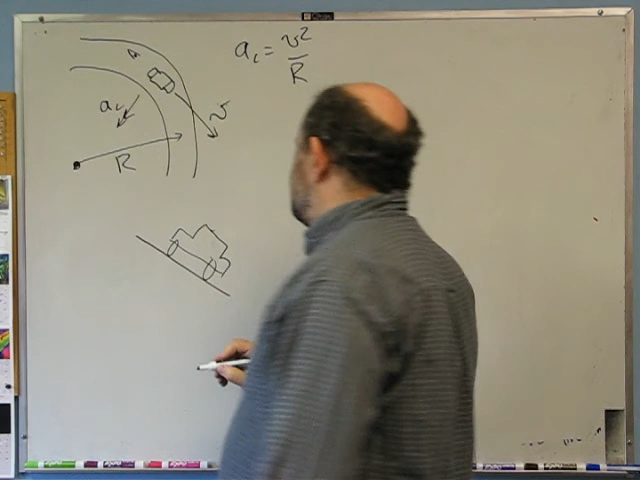 a_c = v²/R
a_c
v
R